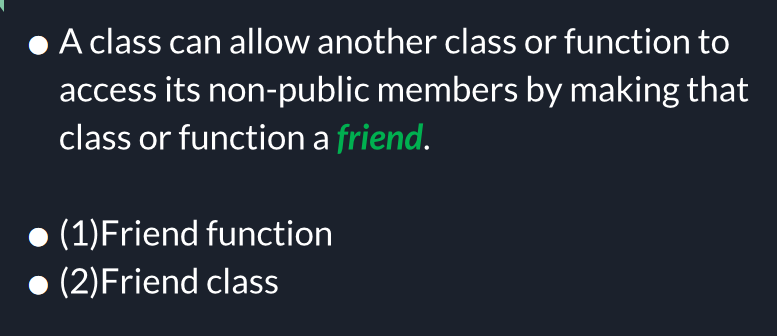 ● A class can allow another class or function to
access its non-public members by making that
class or function a friend.
● (1)Friend function
● (2)Friend class